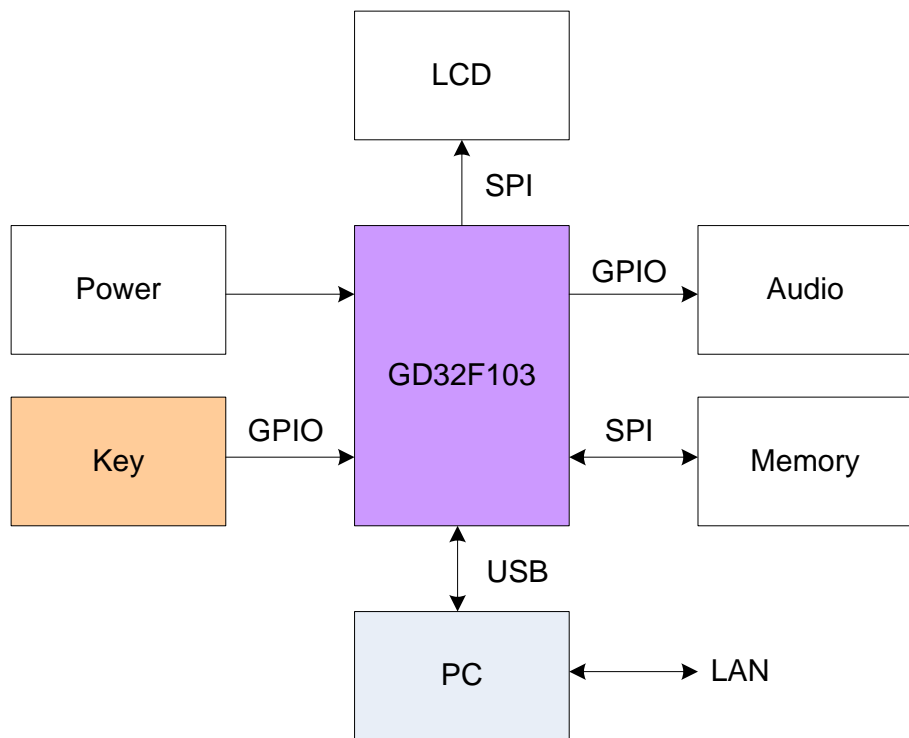 LCD
SPI
Power
GPIO
Audio
GD32F103
Key
GPIO
SPI
Memory
USB
PC
LAN